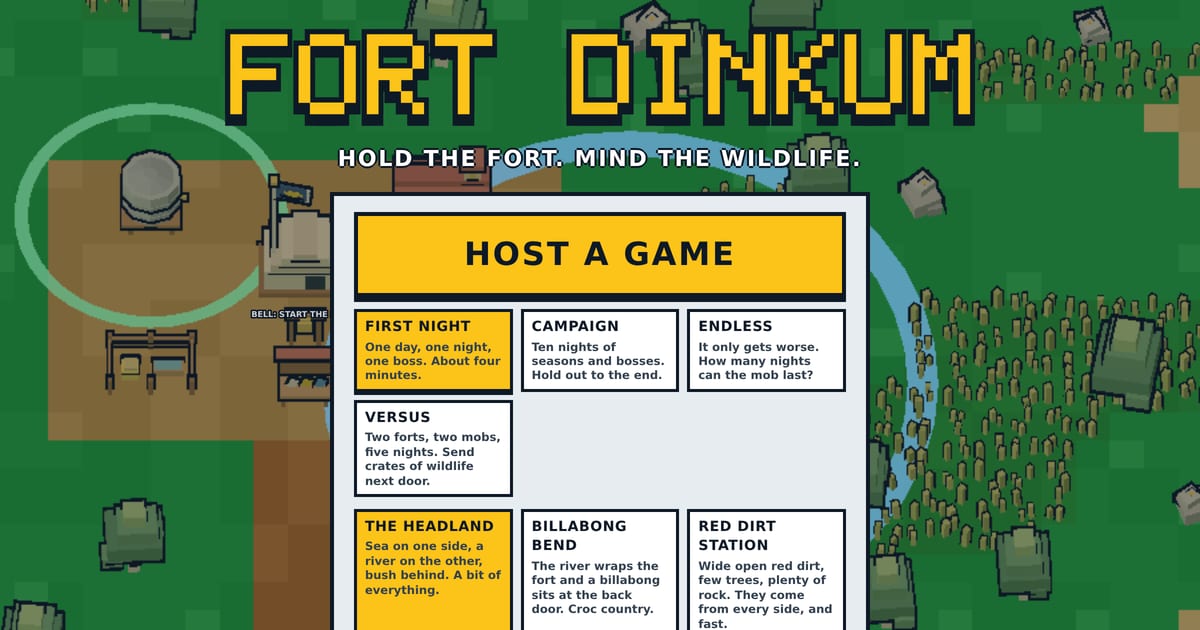 FORT DINKUM
HOLD THE FORT. MIND THE WILDLIFE.
HOST A GAME
BELL: START THE
FIRST NIGHT
One day, one night,
one boss. About four
minutes.
CAMPAIGN
Ten nights of
seasons and bosses.
Hold out to the end.
ENDLESS
It only gets worse.
How many nights
can the mob last?
VERSUS
Two forts, two mobs,
five nights. Send
crates of wildlife
next door.
THE HEADLAND
Sea on one side, a
river on the other,
bush behind. A bit of
everything.
BILLABONG
BEND
The river wraps the
fort and a billabong
sits at the back
door. Croc country.
RED DIRT
STATION
Wide open red dirt,
few trees, plenty of
rock. They come
from every side, and
fast.